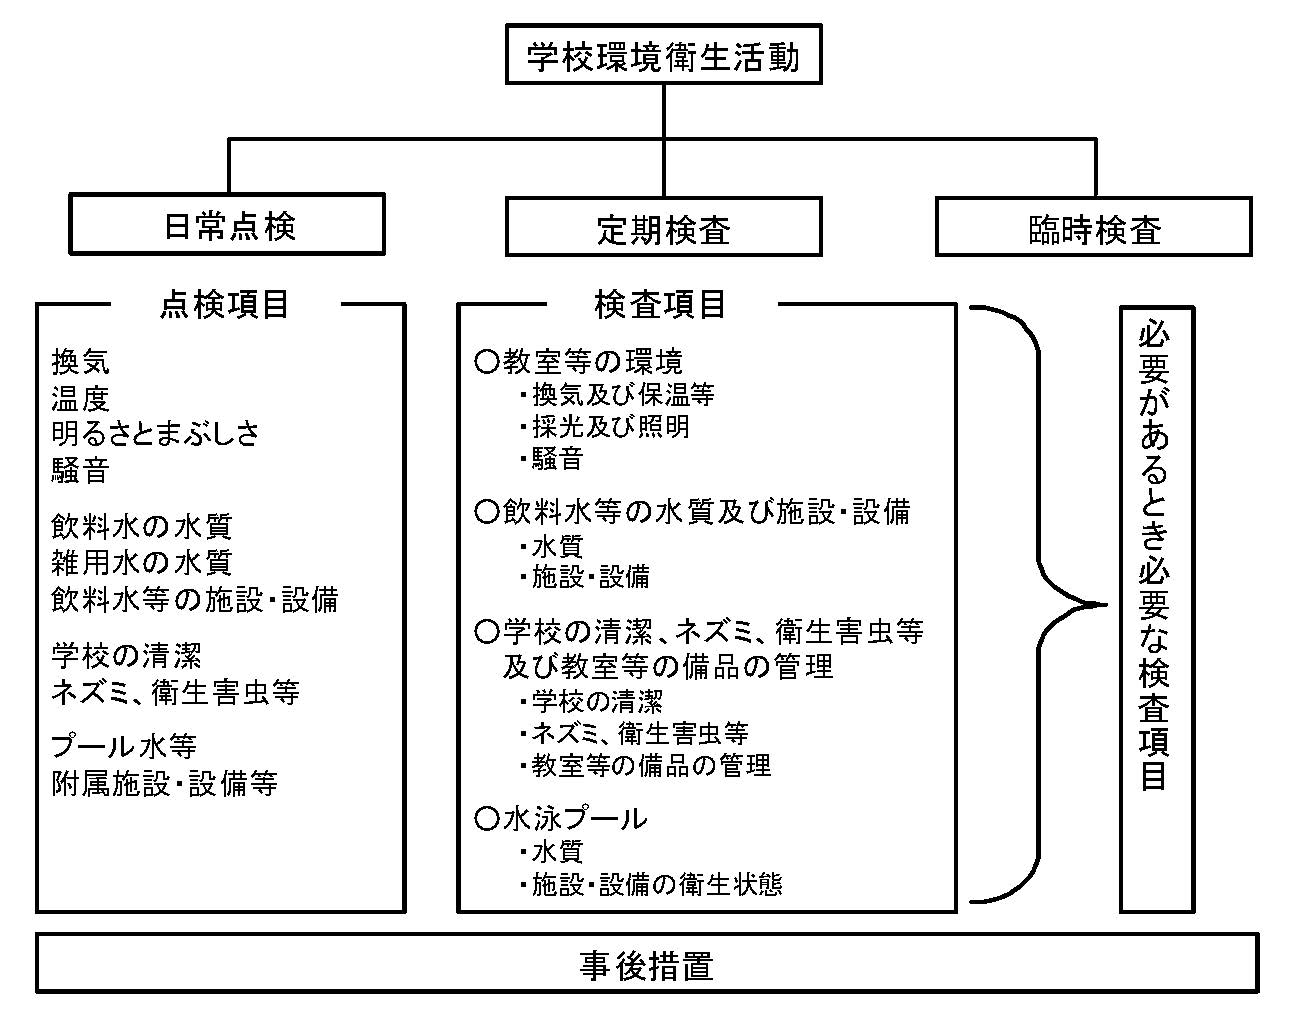 学校環境衛生活動
日常点検
定期検査
臨時検査
点検項目
換気
温度
明るさとまぶしさ
騒音
飲料水の水質
雑用水の水質
飲料水等の施設・設備
学校の清潔
ネズミ、衛生害虫等
プール水等
附属施設・設備等
検査項目
○教室等の環境
・換気及び保温等
・採光及び照明
・騒音
○飲料水等の水質及び施設・設備
・水質
・施設・設備
○学校の清潔、ネズミ、衛生害虫等
及び教室等の備品の管理
・学校の清潔
・ネズミ、衛生害虫等
・教室等の備品の管理
○水泳プール
・水質
・施設・設備の衛生状態
必要があるとき必要な検査項目
事後措置